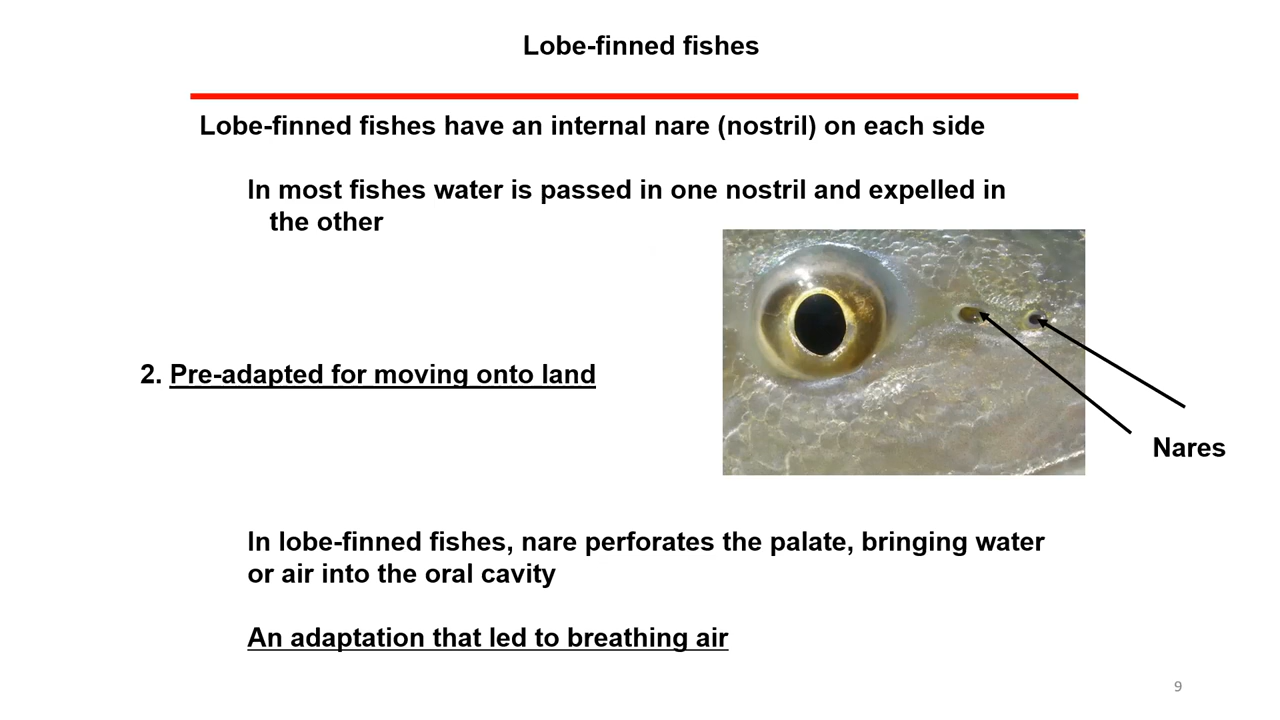 Lobe-finned fishes
Lobe-finned fishes have an internal nare (nostril) on each side
In most fishes water is passed in one nostril and expelled in
the other
2. Pre-adapted for moving onto land
Nares
In lobe-finned fishes, nare perforates the palate, bringing water
or air into the oral cavity
An adaptation that led to breathing air
9